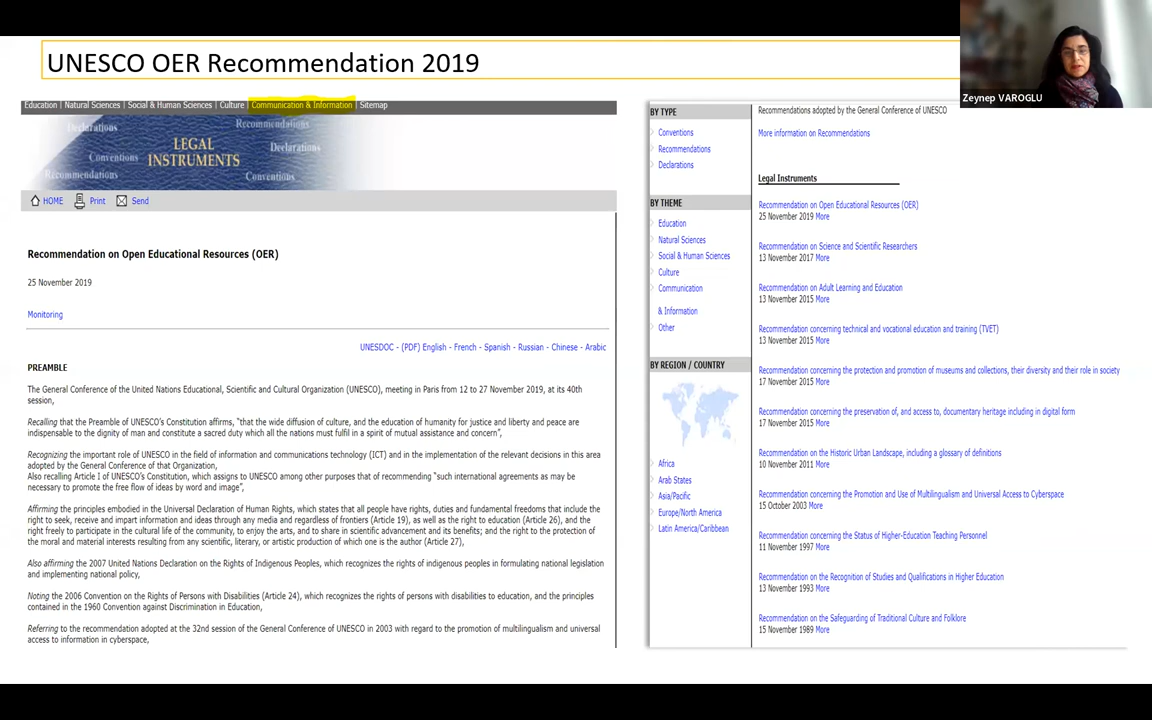 UNESCO OER Recommendation 2019
Zeynep VAROGLU
Education | Natural Sciences | Social & Human Sciences | Culture | Communication & Information | Sitemap
Declarations
Recommendations
LEGAL
INSTRUMENTS
Conventions
Declarations
Recommendations
Conventions
HOME Print Send
Recommendation on Open Educational Resources (OER)
25 November 2019
Monitoring
UNESDOC - (PDF) English - French - Spanish - Russian - Chinese - Arabic
PREAMBLE
The General Conference of the United Nations Educational, Scientific and Cultural Organization (UNESCO), meeting in Paris from 12 to 27 November 2019, at its 40th
session,
Recalling that the Preamble of UNESCO's Constitution affirms, "that the wide diffusion of culture, and the education of humanity for justice and liberty and peace are
indispensable to the dignity of man and constitute a sacred duty which all the nations must fulfil in a spirit of mutual assistance and concern",
Recognizing the important role of UNESCO in the field of information and communications technology (ICT) and in the implementation of the relevant decisions in this area
adopted by the General Conference of that Organization,
Also recalling Article I of UNESCO's Constitution, which assigns to UNESCO among other purposes that of recommending "such international agreements as may be
necessary to promote the free flow of ideas by word and image",
Affirming the principles embodied in the Universal Declaration of Human Rights, which states that all people have rights, duties and fundamental freedoms that include the
right to seek, receive and impart information and ideas through any media and regardless of frontiers (Article 19), as well as the right to education (Article 26), and the
right freely to participate in the cultural life of the community, to enjoy the arts, and to share in scientific advancement and its benefits; and the right to the protection of
the moral and material interests resulting from any scientific, literary, or artistic production of which one is the author (Article 27),
Also affirming the 2007 United Nations Declaration on the Rights of Indigenous Peoples, which recognizes the rights of indigenous peoples in formulating national legislation
and implementing national policy,
Noting the 2006 Convention on the Rights of Persons with Disabilities (Article 24), which recognizes the rights of persons with disabilities to education, and the principles
contained in the 1960 Convention against Discrimination in Education,
Referring to the recommendation adopted at the 32nd session of the General Conference of UNESCO in 2003 with regard to the promotion of multilingualism and universal
access to information in cyberspace,
BY TYPE
Conventions
Recommendations
Declarations
BY THEME
Education
Natural Sciences
Social & Human Sciences
Culture
Communication
& Information
Other
BY REGION / COUNTRY
Africa
Arab States
Asia/Pacific
Europe/North America
Latin America/Caribbean
Recommendations adopted by the General Conference of UNESCO
More information on Recommendations
Legal Instruments
Recommendation on Open Educational Resources (OER)
25 November 2019 More
Recommendation on Science and Scientific Researchers
13 November 2017 More
Recommendation on Adult Learning and Education
13 November 2015 More
Recommendation concerning technical and vocational education and training (TVET)
13 November 2015 More
Recommendation concerning the protection and promotion of museums and collections, their diversity and their role in society
17 November 2015 More
Recommendation concerning the preservation of, and access to, documentary heritage including in digital form
17 November 2015 More
Recommendation on the Historic Urban Landscape, including a glossary of definitions
10 November 2011 More
Recommendation concerning the Promotion and Use of Multilingualism and Universal Access to Cyberspace
15 October 2003 More
Recommendation concerning the Status of Higher-Education Teaching Personnel
11 November 1997 More
Recommendation on the Recognition of Studies and Qualifications in Higher Education
13 November 1993 More
Recommendation on the Safeguarding of Traditional Culture and Folklore
15 November 1989 More